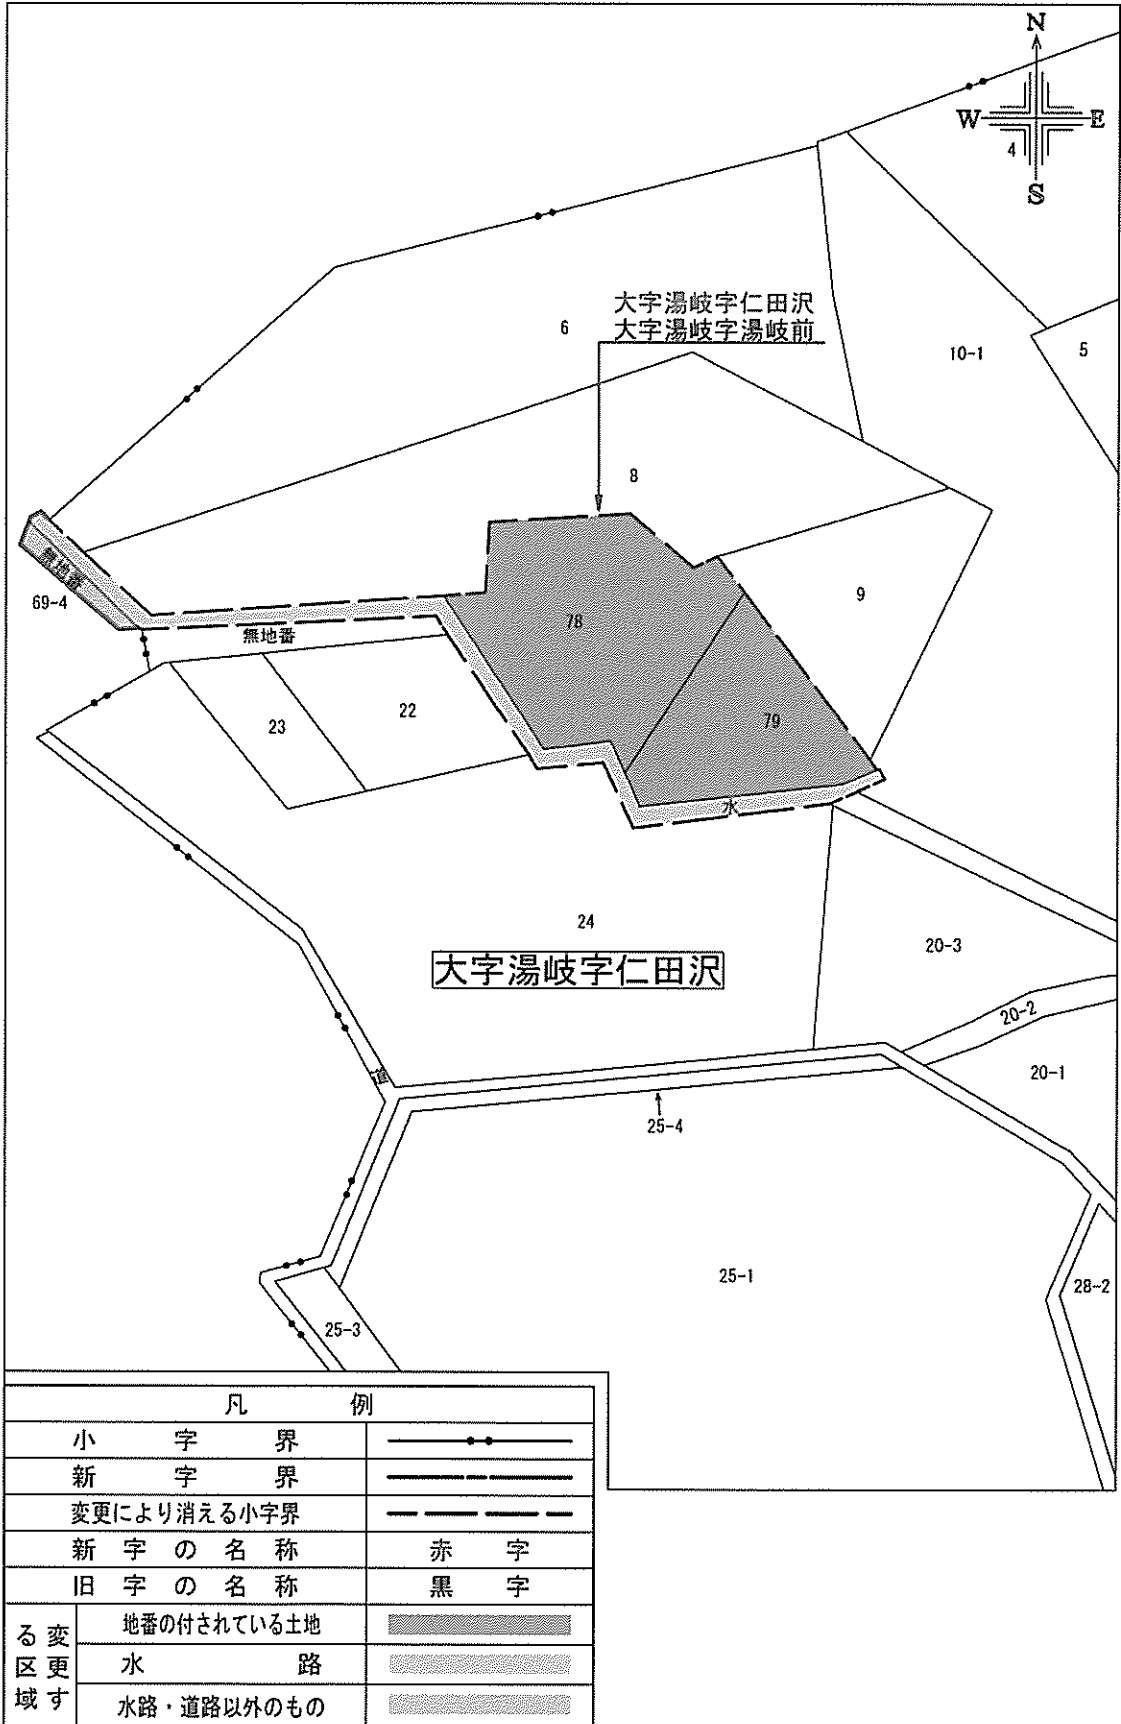 N
W E
4
S
大字湯岐字仁田沢
大字湯岐字湯岐前
6
10-1
5
8
無地番
69-4
9
78
無地番
22
23
79
水
24
20-3
大字湯岐字仁田沢
20-2
道
20-1
25-4
25-1
28-2
25-3
凡例
小字界
新字界
変更により消える小字界
新字の名称 赤字
旧字の名称 黒字
変更する区域
地番の付されている土地
水路
水路・道路以外のもの